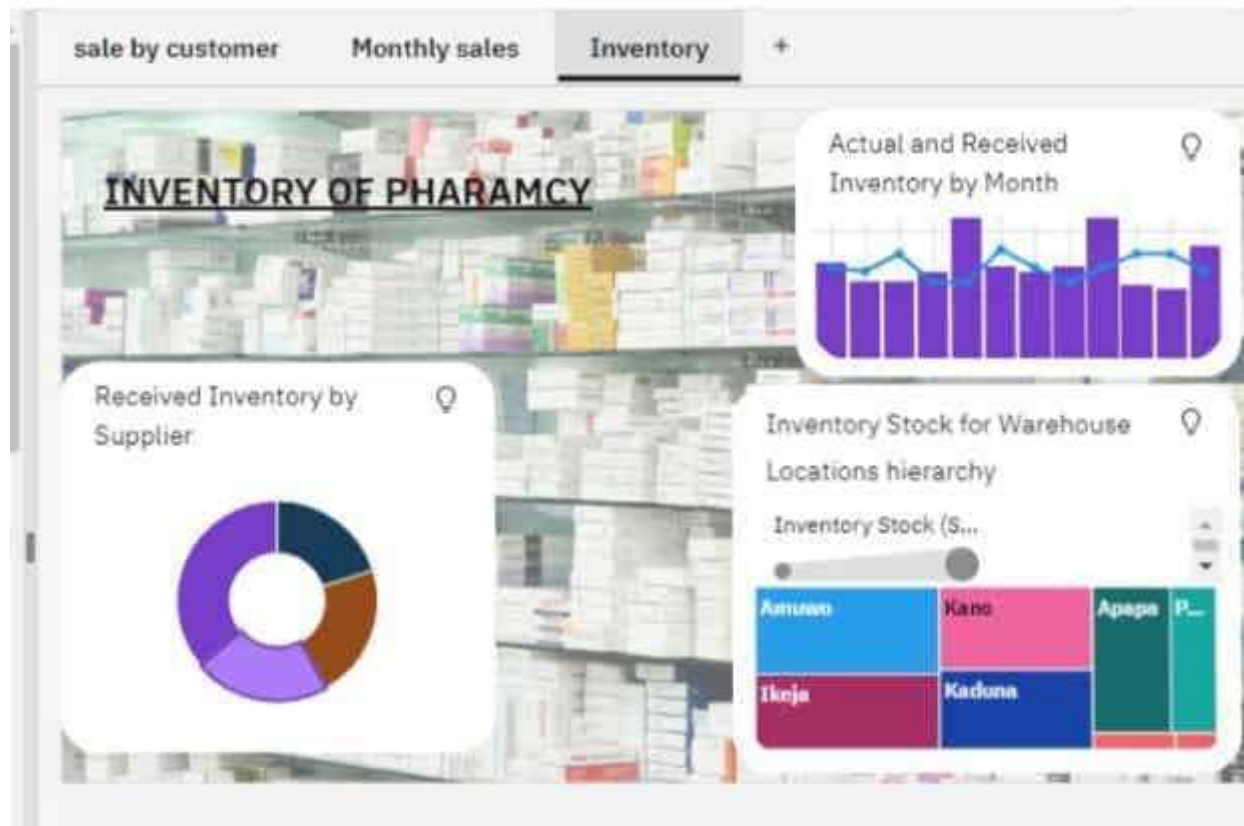 sale by customer
Monthly sales
Inventory
+
INVENTORY OF PHARAMCY
Actual and Received
Inventory by Month
Received Inventory by
Supplier
Inventory Stock for Warehouse
Locations hierarchy
Inventory Stock (S...
Amuwo
Kano
Apapa
P...
Ikeja
Kaduna